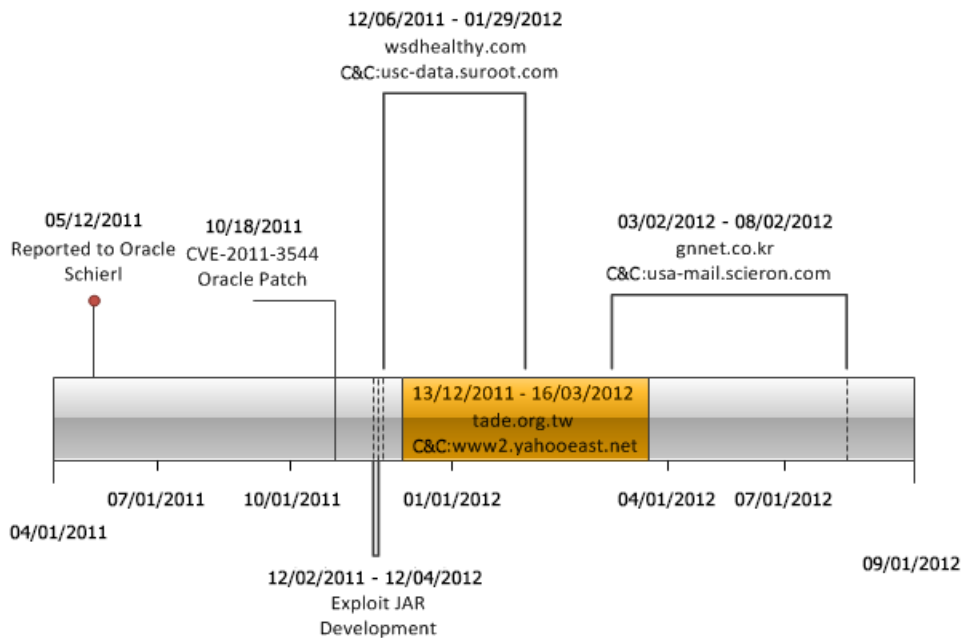 12/06/2011 - 01/29/2012
wsdhealthy.com
C&C:usc-data.suroot.com
05/12/2011
Reported to Oracle
Schierl
10/18/2011
CVE-2011-3544
Oracle Patch
03/02/2012 - 08/02/2012
gnnet.co.kr
C&C:usa-mail.scieron.com
13/12/2011 - 16/03/2012
tade.org.tw
C&C:www2.yahooeast.net
04/01/2011
07/01/2011
10/01/2011
01/01/2012
04/01/2012
07/01/2012
09/01/2012
12/02/2011 - 12/04/2012
Exploit JAR
Development